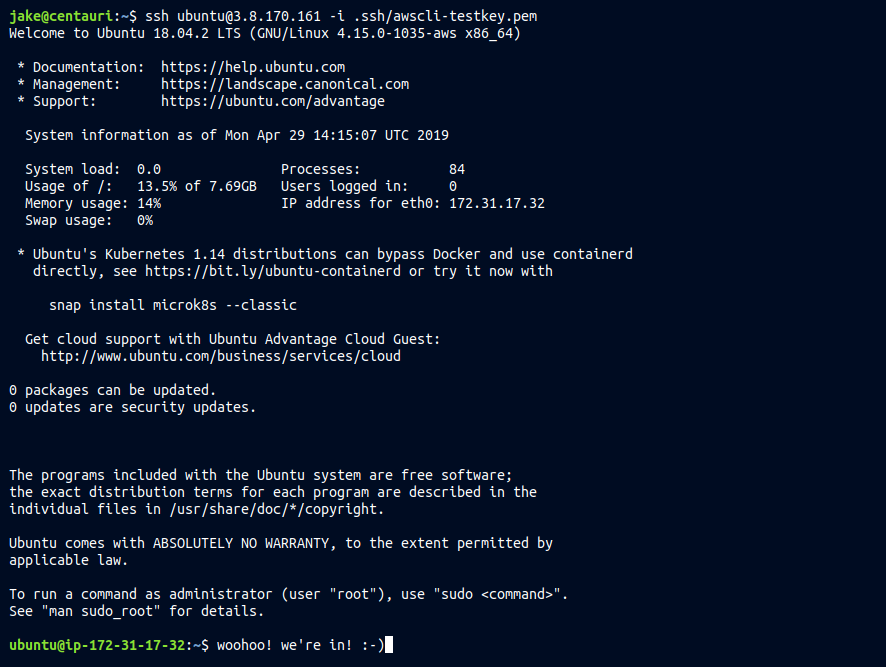 jake@centauri:~$ ssh ubuntu@3.8.170.161 -i .ssh/awscli-testkey.pem
Welcome to Ubuntu 18.04.2 LTS (GNU/Linux 4.15.0-1035-aws x86_64)
* Documentation:  https://help.ubuntu.com
* Management:     https://landscape.canonical.com
* Support:        https://ubuntu.com/advantage
System information as of Mon Apr 29 14:15:07 UTC 2019
System load:  0.0               Processes:           84
Usage of /:   13.5% of 7.69GB   Users logged in:     0
Memory usage: 14%               IP address for eth0: 172.31.17.32
Swap usage:   0%
* Ubuntu's Kubernetes 1.14 distributions can bypass Docker and use containerd
directly, see https://bit.ly/ubuntu-containerd or try it now with
snap install microk8s --classic
Get cloud support with Ubuntu Advantage Cloud Guest:
http://www.ubuntu.com/business/services/cloud
0 packages can be updated.
0 updates are security updates.
The programs included with the Ubuntu system are free software;
the exact distribution terms for each program are described in the
individual files in /usr/share/doc/*/copyright.
Ubuntu comes with ABSOLUTELY NO WARRANTY, to the extent permitted by
applicable law.
To run a command as administrator (user "root"), use "sudo <command>".
See "man sudo_root" for details.
ubuntu@ip-172-31-17-32:~$ woohoo! we're in! :-)